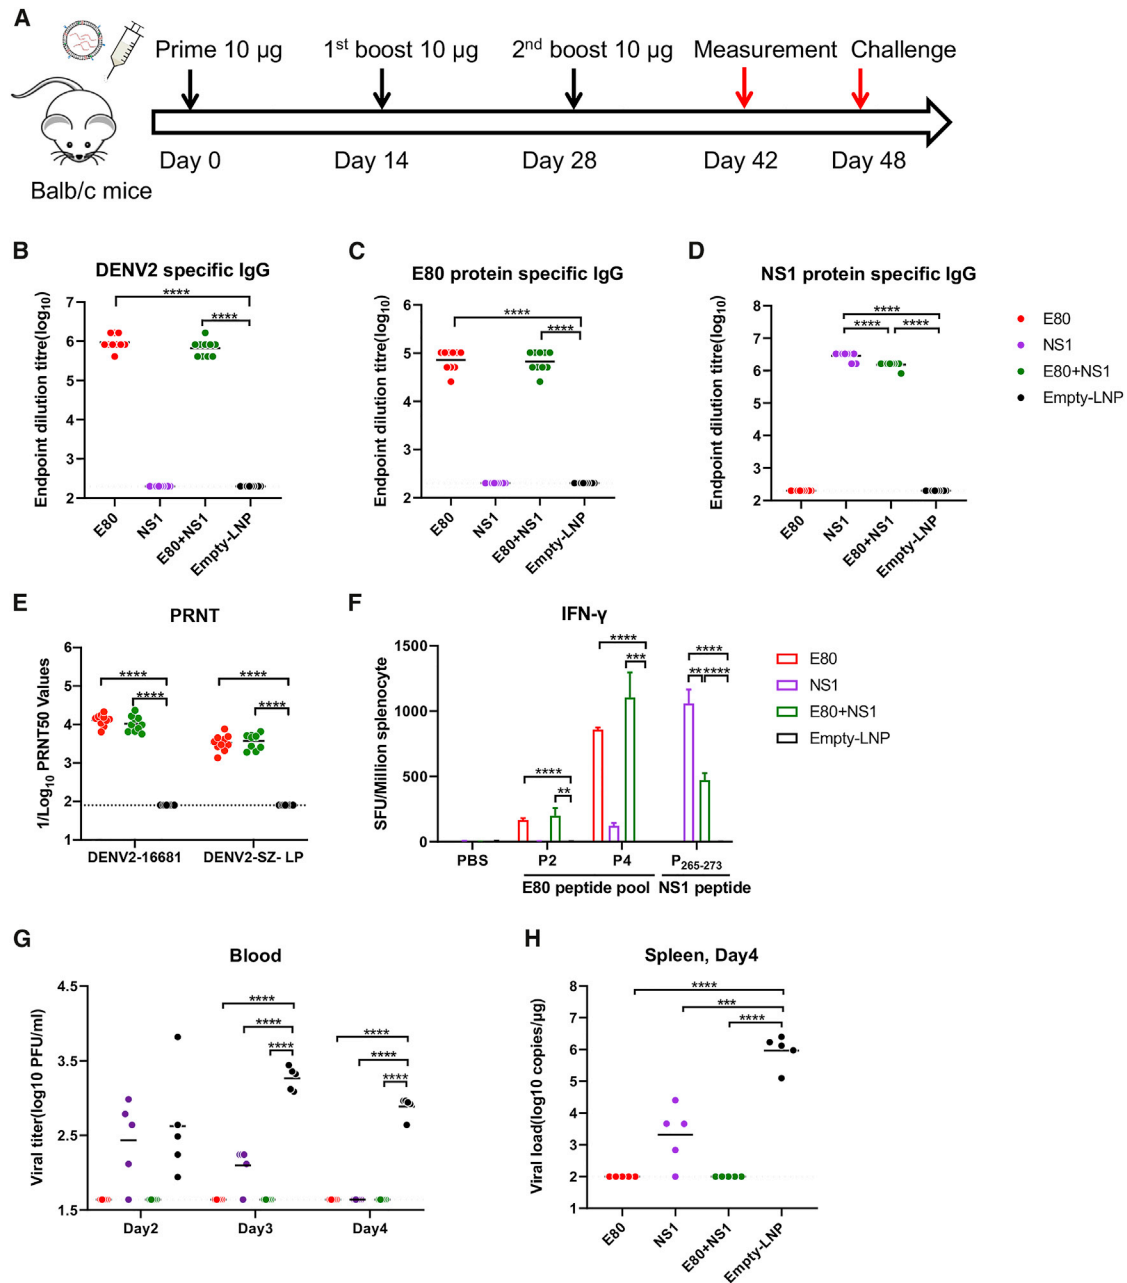 A
Prime 10 μg
1st boost 10 μg
2nd boost 10 μg
Measurement
Challenge
Day 0
Day 14
Day 28
Day 42
Day 48
Balb/c mice
B
DENV2 specific IgG
Endpoint dilution titre(log10)
7
6
5
4
3
2
****
****
E80
NS1
E80+NS1
Empty-LNP
C
E80 protein specific IgG
Endpoint dilution titre(log10)
6
5
4
3
2
****
****
E80
NS1
E80+NS1
Empty-LNP
D
NS1 protein specific IgG
Endpoint dilution titre(log10)
8
7
6
5
4
3
2
****
**** ****
E80
NS1
E80+NS1
Empty-LNP
E80
NS1
E80+NS1
Empty-LNP
E
PRNT
1/Log10 PRNT50 Values
6
5
4
3
2
1
****
****
****
****
DENV2-16681
DENV2-SZ- LP
F
IFN-γ
SFU/Million splenocyte
1500
1000
500
0
****
**
****
***
****
** ****
PBS
P2
P4
P265-273
E80 peptide pool
NS1 peptide
E80
NS1
E80+NS1
Empty-LNP
G
Blood
Viral titer(log10 PFU/ml)
4.5
3.5
2.5
1.5
****
****
****
****
****
****
Day2
Day3
Day4
H
Spleen, Day4
Viral load(log10 copies/μg)
8
7
6
5
4
3
2
1
****
***
****
E80
NS1
E80+NS1
Empty-LNP